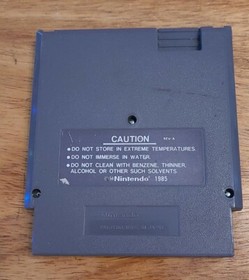 CAUTION
• DO NOT STORE IN EXTREME TEMPERATURES.
• DO NOT IMMERSE IN WATER.
• DO NOT CLEAN WITH BENZENE, THINNER,
ALCOHOL OR OTHER SUCH SOLVENTS
Nintendo 1985